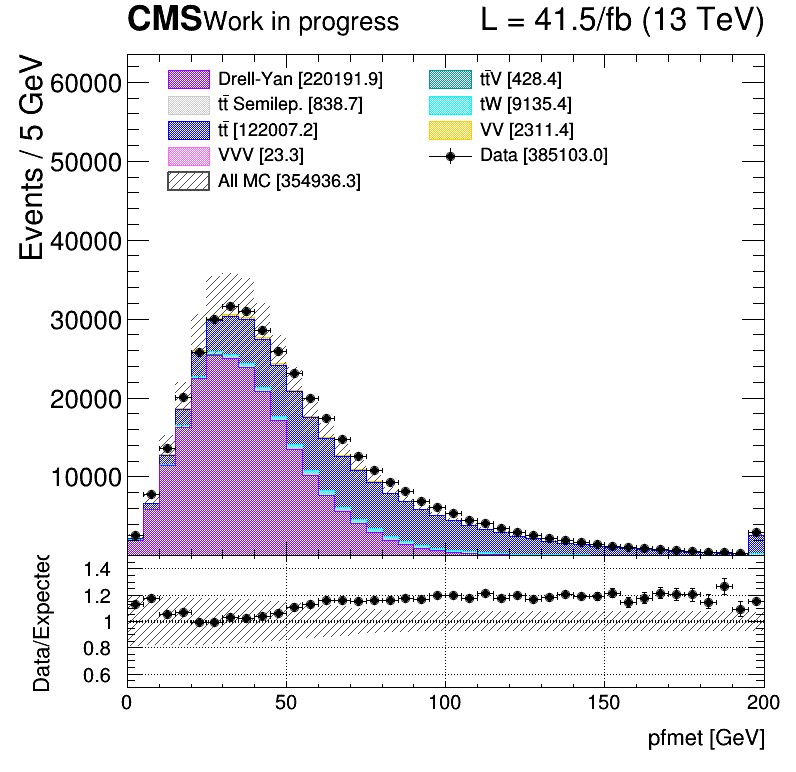 CMS Work in progress L = 41.5/fb (13 TeV)
Events / 5 GeV
60000
50000
40000
30000
20000
10000
Drell-Yan [220191.9]
tt̄ Semilep. [838.7]
tt̄ [122007.2]
VVV [23.3]
All MC [354936.3]
tt̄V [428.4]
tW [9135.4]
VV [2311.4]
Data [385103.0]
Data/Expected
1.4
1.2
1
0.8
0.6
0 50 100 150 200
pfmet [GeV]